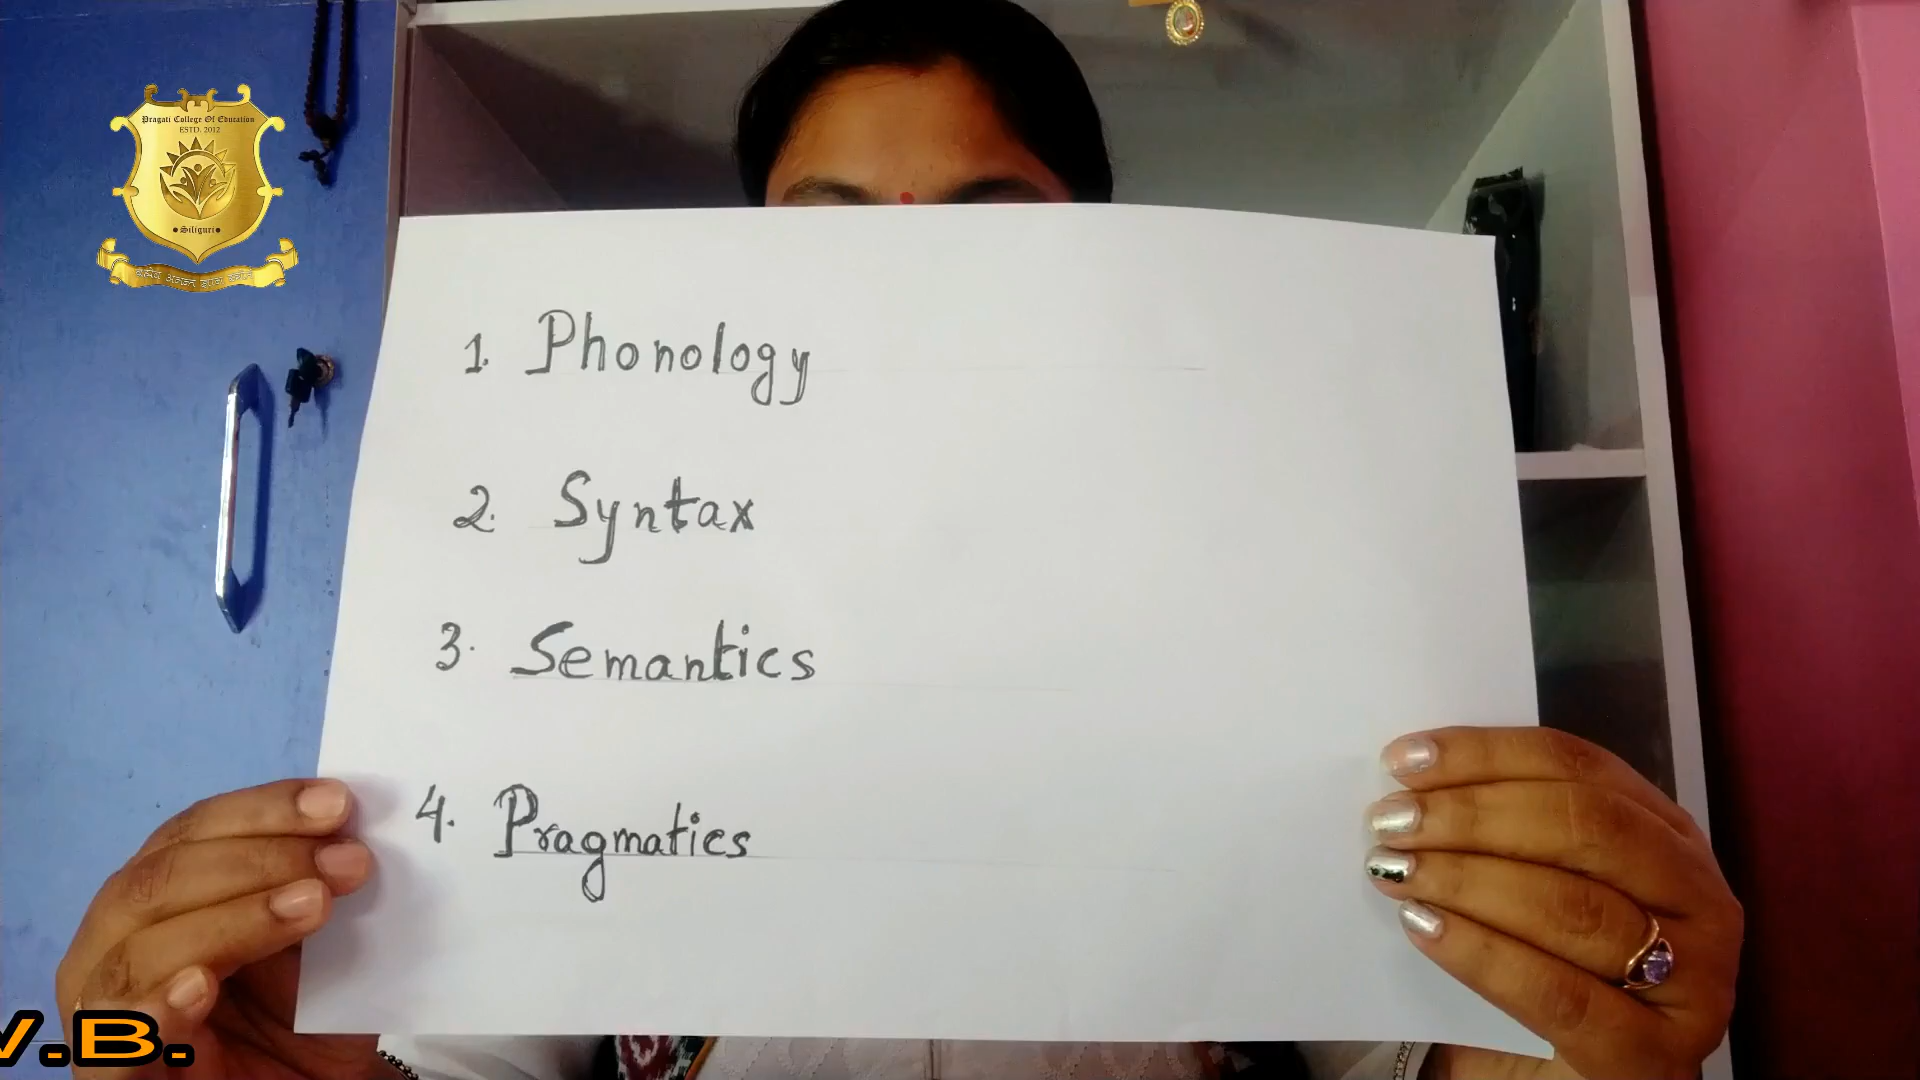 Pragati College Of Education
ESTD. 2012
Siliguri
1. Phonology
2. Syntax
3. Semantics
4. Pragmatics
V.B.